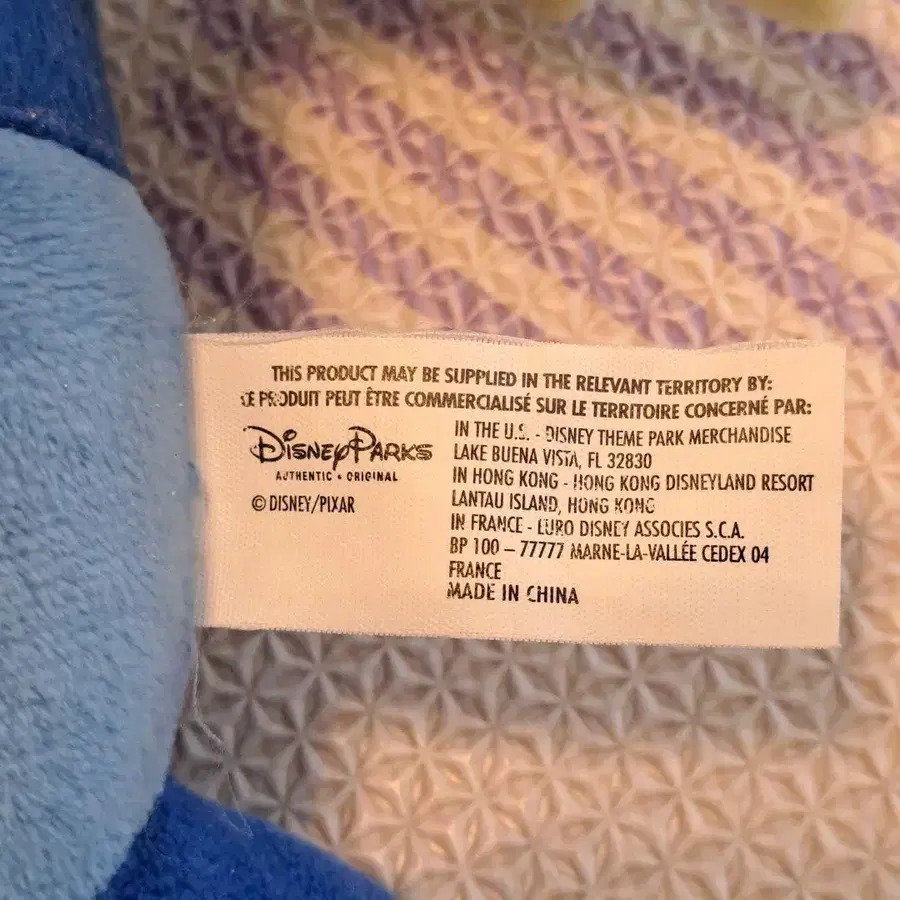 THIS PRODUCT MAY BE SUPPLIED IN THE RELEVANT TERRITORY BY:
CE PRODUIT PEUT ÊTRE COMMERCIALISÉ SUR LE TERRITOIRE CONCERNÉ PAR:
DISNEY PARKS
AUTHENTIC • ORIGINAL
© DISNEY/PIXAR
IN THE U.S. - DISNEY THEME PARK MERCHANDISE
LAKE BUENA VISTA, FL 32830
IN HONG KONG - HONG KONG DISNEYLAND RESORT
LANTAU ISLAND, HONG KONG
IN FRANCE - EURO DISNEY ASSOCIES S.C.A.
BP 100 – 77777 MARNE-LA-VALLÉE CEDEX 04
FRANCE
MADE IN CHINA